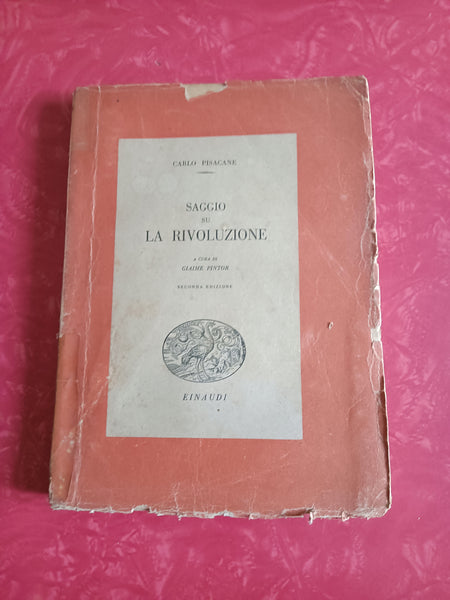 CARLO PISACANE
SAGGIO
SU
LA RIVOLUZIONE
A CURA DI
GIAIME PINTOR
SECONDA EDIZIONE
EINAUDI